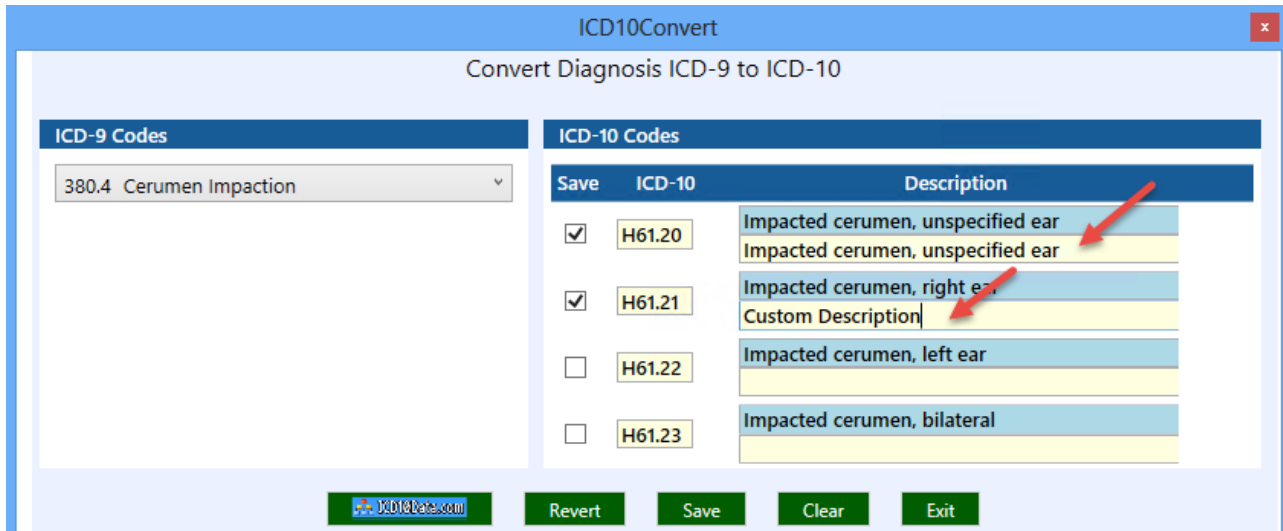 ICD10Convert
x
Convert Diagnosis ICD-9 to ICD-10
ICD-9 Codes
380.4 Cerumen Impaction
ICD-10 Codes
Save ICD-10 Description
H61.20 Impacted cerumen, unspecified ear
Impacted cerumen, unspecified ear
H61.21 Impacted cerumen, right ear
Custom Description
H61.22 Impacted cerumen, left ear
H61.23 Impacted cerumen, bilateral
ICD10Data.com Revert Save Clear Exit